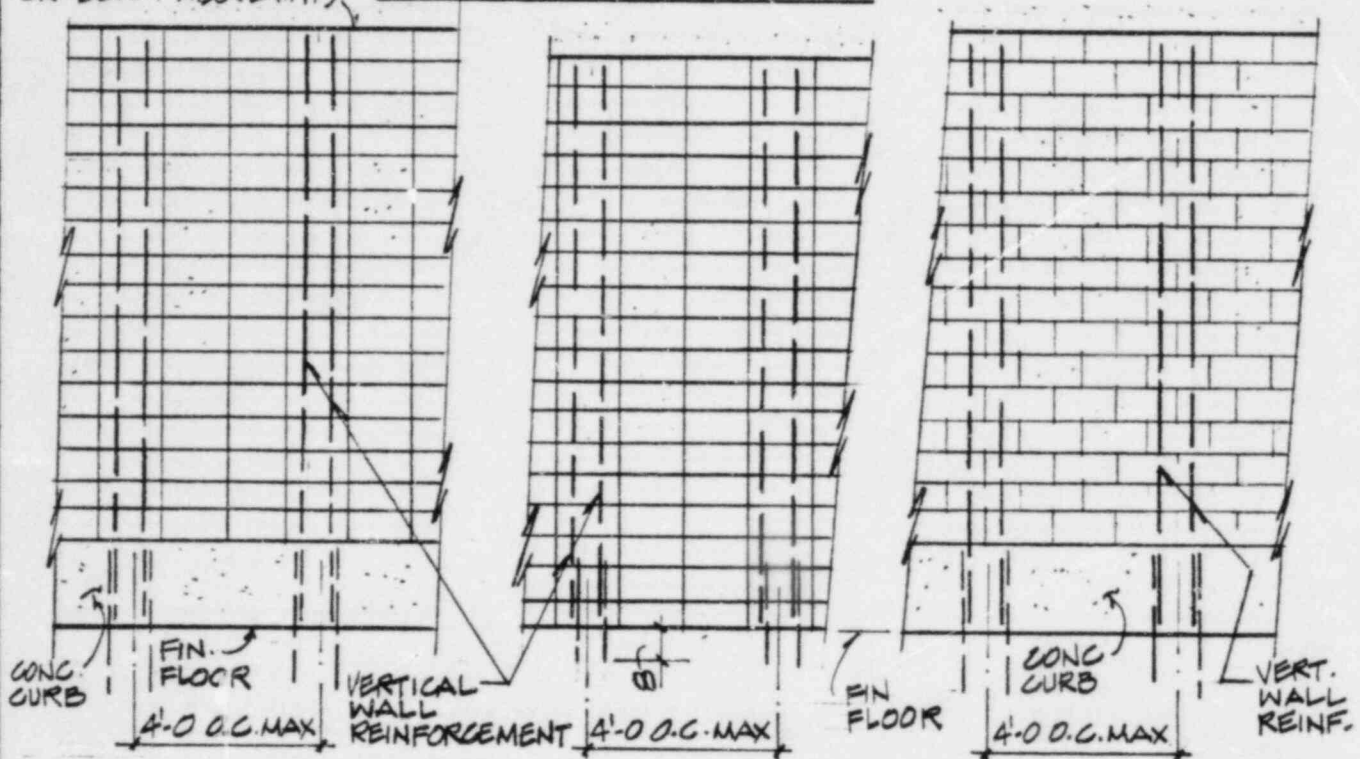 CONC.
CURB
FIN.
FLOOR
4'-0 O.C. MAX
VERTICAL
WALL
REINFORCEMENT
8"
4'-0 O.C. MAX
FIN
FLOOR
CONC
CURB
4'-0 O.C. MAX
VERT.
WALL
REINF.